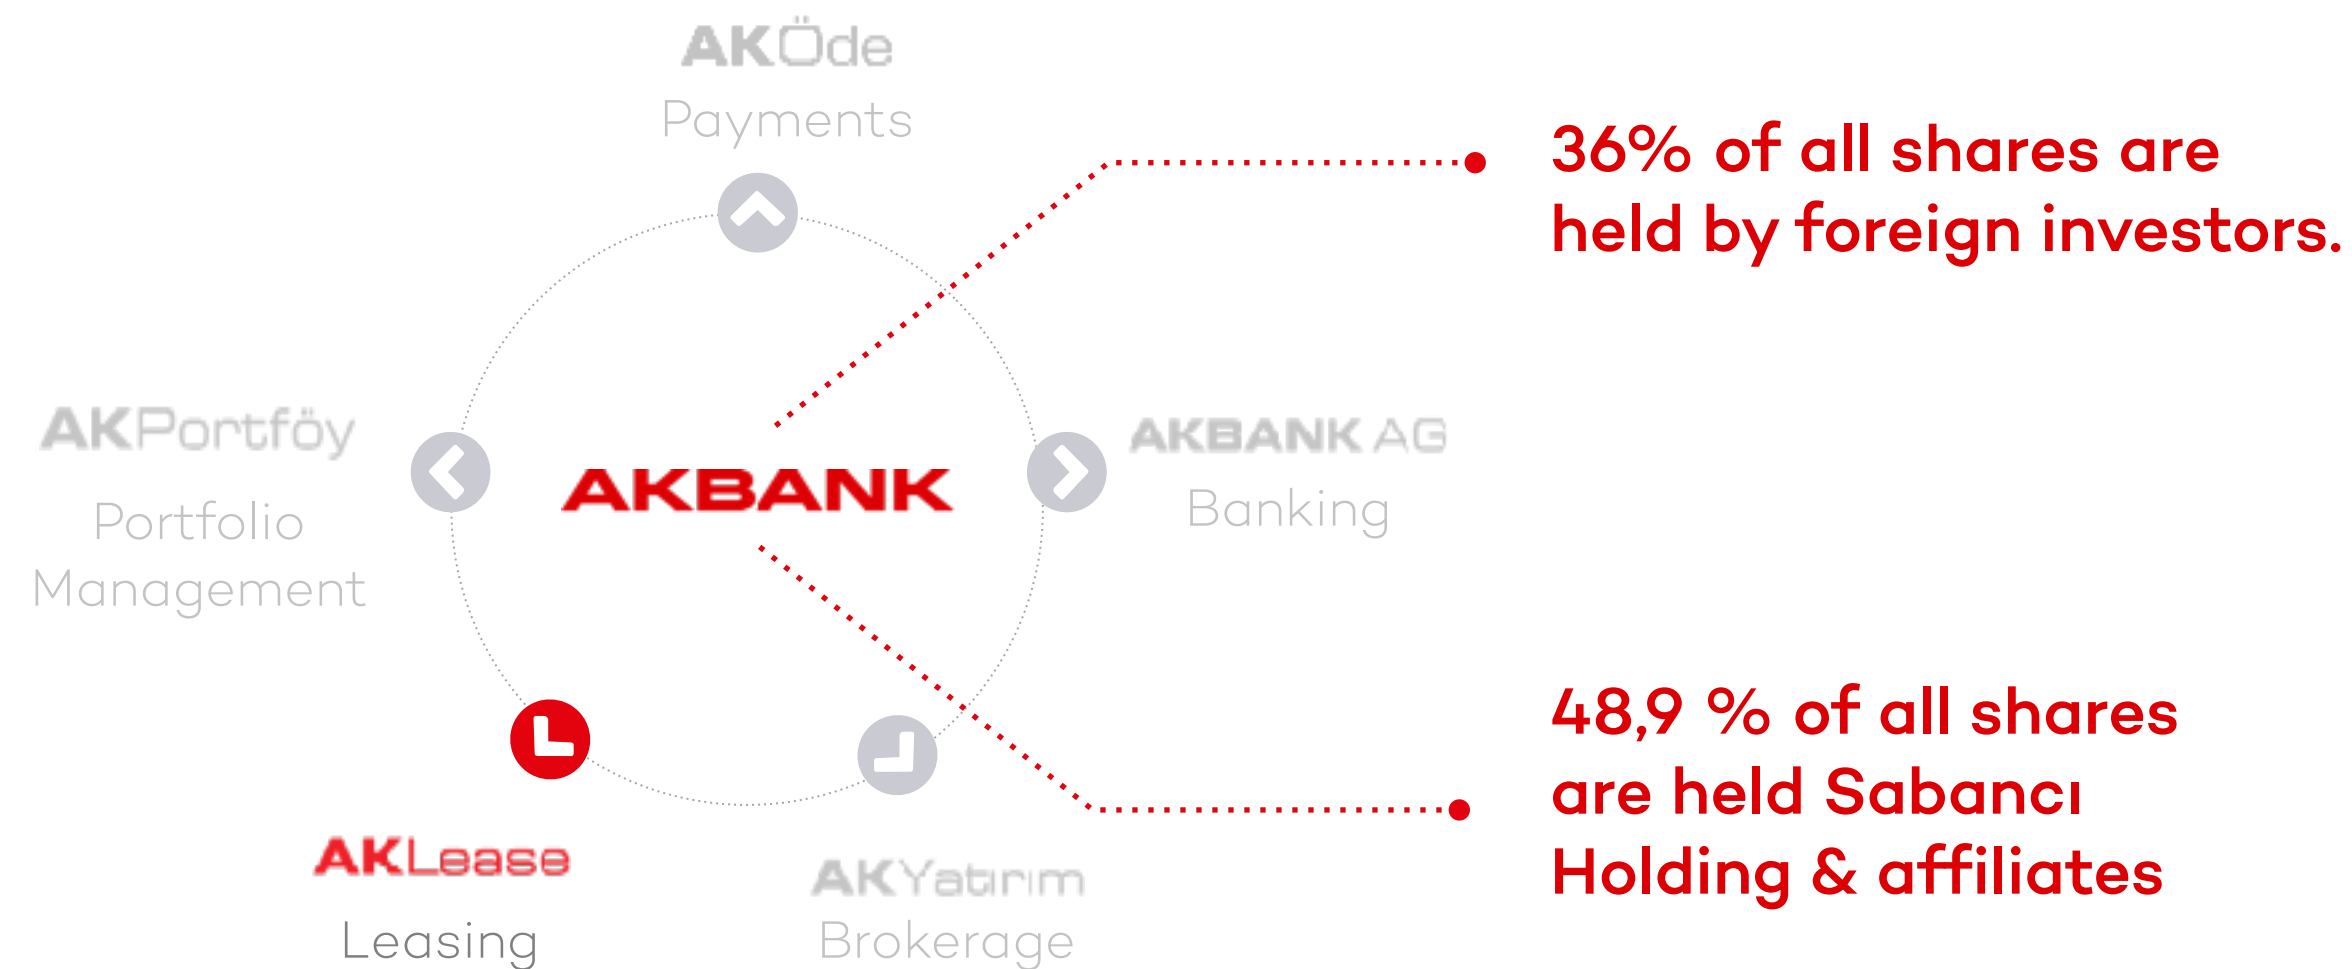 AKÖde
Payments
36% of all shares are
held by foreign investors.
AKPortföy
Portfolio
Management
AKBANK
AKBANK AG
Banking
48,9 % of all shares
are held Sabancı
Holding & affiliates
AKLease
Leasing
AKYatırım
Brokerage